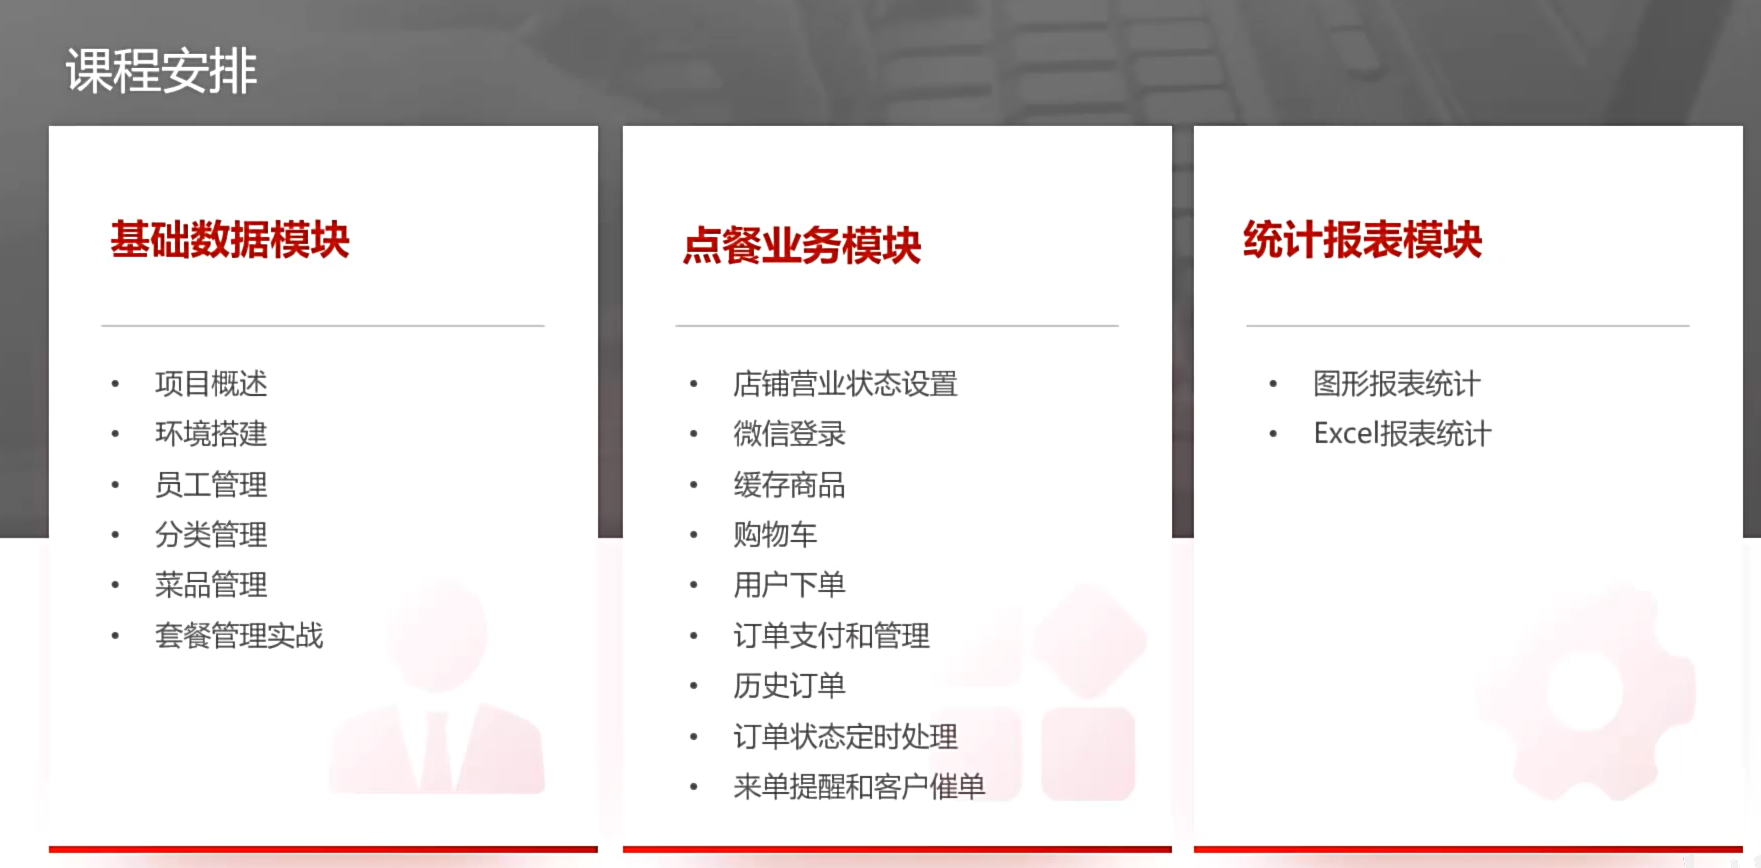 课程安排
基础数据模块
• 项目概述
• 环境搭建
• 员工管理
• 分类管理
• 菜品管理
• 套餐管理实战
点餐业务模块
• 店铺营业状态设置
• 微信登录
• 缓存商品
• 购物车
• 用户下单
• 订单支付和管理
• 历史订单
• 订单状态定时处理
• 来单提醒和客户催单
统计报表模块
• 图形报表统计
• Excel报表统计